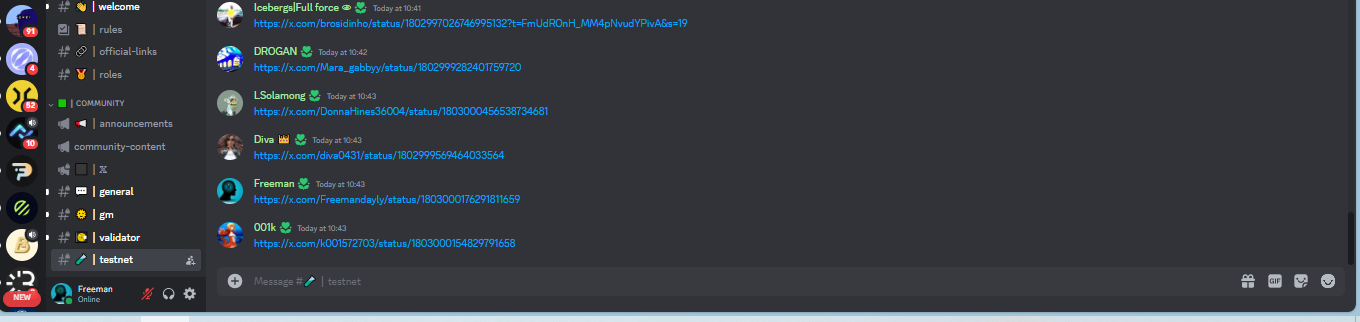 91
4
52
10
NEW
welcome
rules
official-links
roles
COMMUNITY
announcements
community-content
X
general
gm
validator
testnet
Freeman
Online
Icebergs|Full force Today at 10:41
https://x.com/brosidinho/status/1802997026746995132?t=FmUdROnH_MM4pNvudYPivA&s=19
DROGAN Today at 10:42
https://x.com/Mara_gabbyy/status/1802999282401759720
LSolamong Today at 10:43
https://x.com/DonnaHines36004/status/1803000456538734681
Diva Today at 10:43
https://x.com/diva0431/status/1802999569464033564
Freeman Today at 10:43
https://x.com/Freemandayly/status/1803000176291811659
001k Today at 10:43
https://x.com/k001572703/status/1803000154829791658
Message # | testnet
GIF